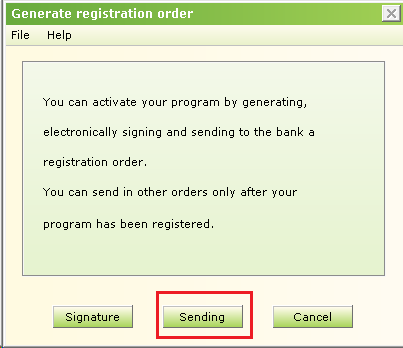 Generate registration order
File Help
You can activate your program by generating,
electronically signing and sending to the bank a
registration order.
You can send in other orders only after your
program has been registered.
Signature Sending Cancel